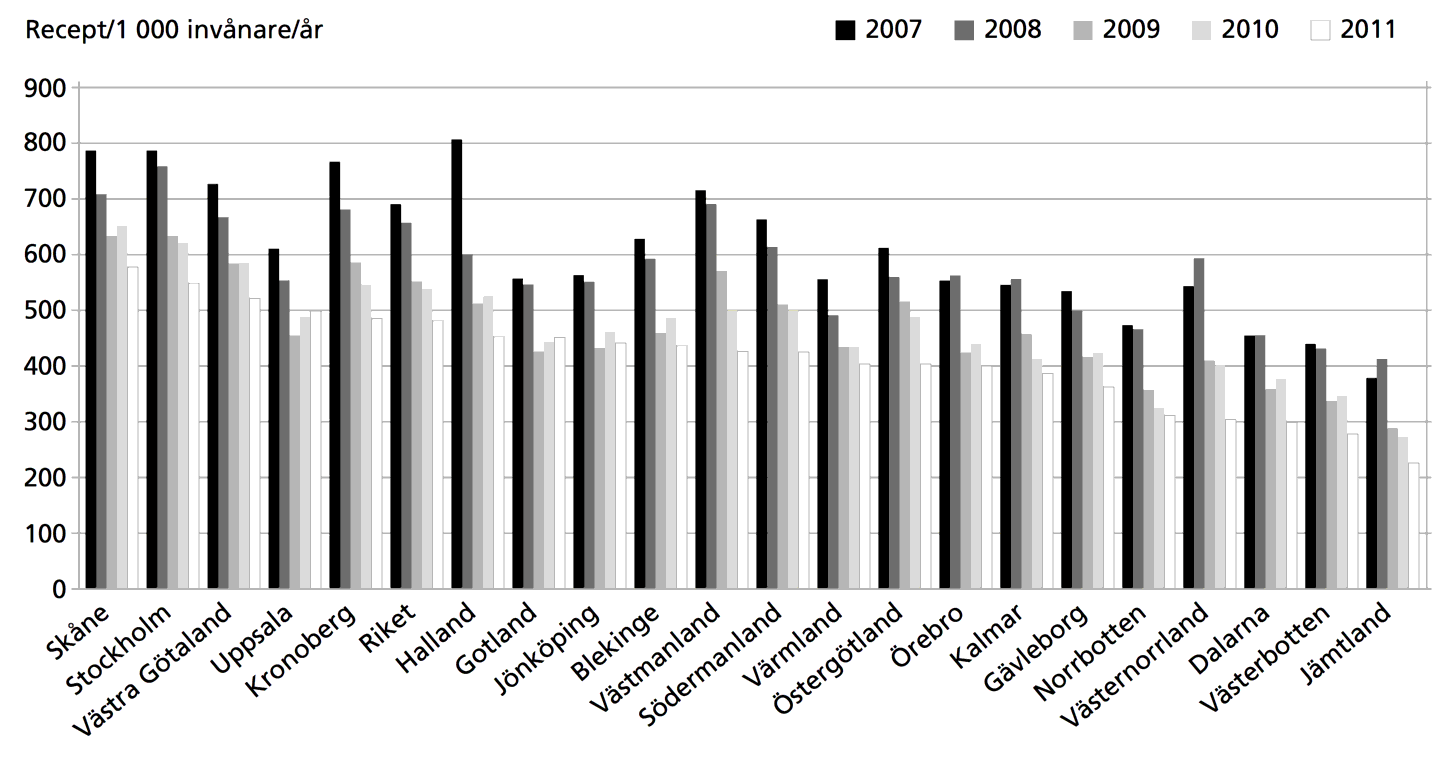 Recept/1 000 invånare/år
2007 2008 2009 2010 2011
900
800
700
600
500
400
300
200
100
0
Skåne
Stockholm
Västra Götaland
Uppsala
Kronoberg
Riket
Halland
Gotland
Jönköping
Blekinge
Västmanland
Södermanland
Värmland
Östergötland
Örebro
Kalmar
Gävleborg
Norrbotten
Västernorrland
Dalarna
Västerbotten
Jämtland